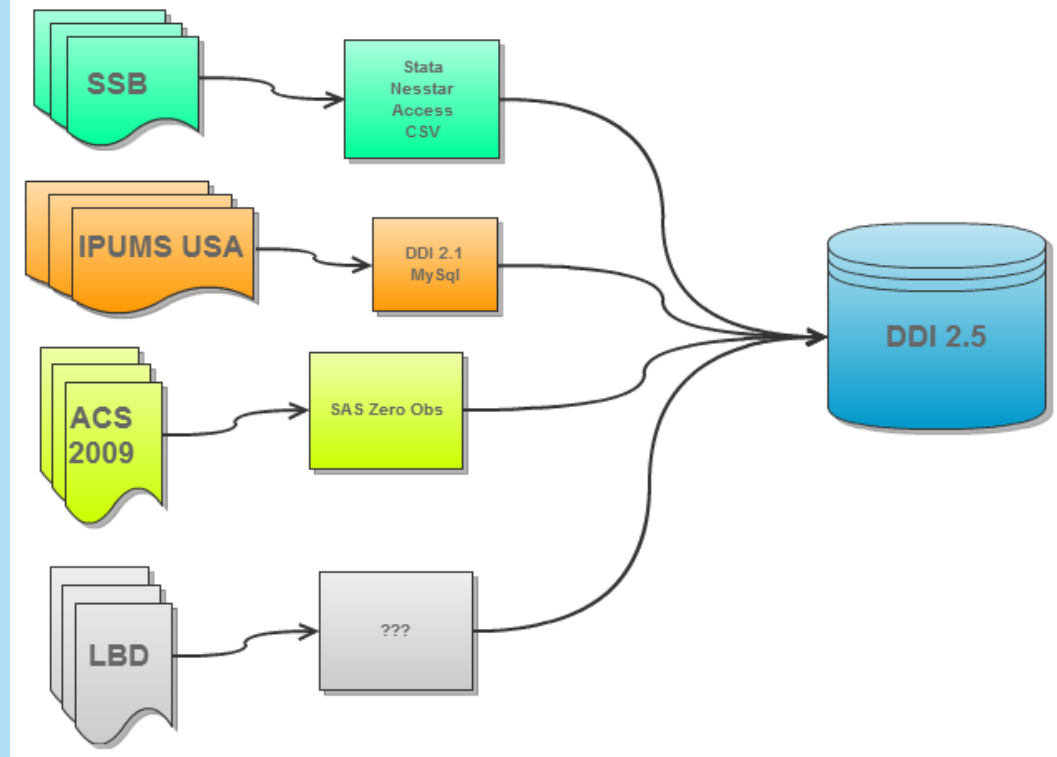 SSB
Stata
Nesstar
Access
CSV
IPUMS USA
DDI 2.1
MySql
ACS
2009
SAS Zero Obs
LBD
???
DDI 2.5